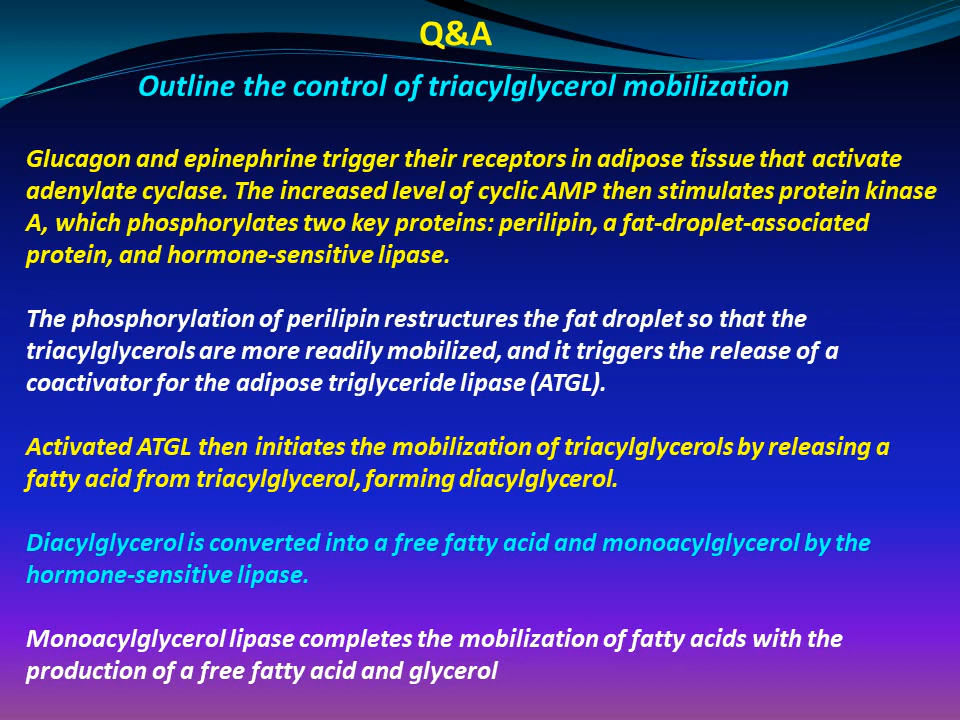 Q&A
Outline the control of triacylglycerol mobilization
Glucagon and epinephrine trigger their receptors in adipose tissue that activate
adenylate cyclase. The increased level of cyclic AMP then stimulates protein kinase
A, which phosphorylates two key proteins: perilipin, a fat-droplet-associated
protein, and hormone-sensitive lipase.
The phosphorylation of perilipin restructures the fat droplet so that the
triacylglycerols are more readily mobilized, and it triggers the release of a
coactivator for the adipose triglyceride lipase (ATGL).
Activated ATGL then initiates the mobilization of triacylglycerols by releasing a
fatty acid from triacylglycerol, forming diacylglycerol.
Diacylglycerol is converted into a free fatty acid and monoacylglycerol by the
hormone-sensitive lipase.
Monoacylglycerol lipase completes the mobilization of fatty acids with the
production of a free fatty acid and glycerol